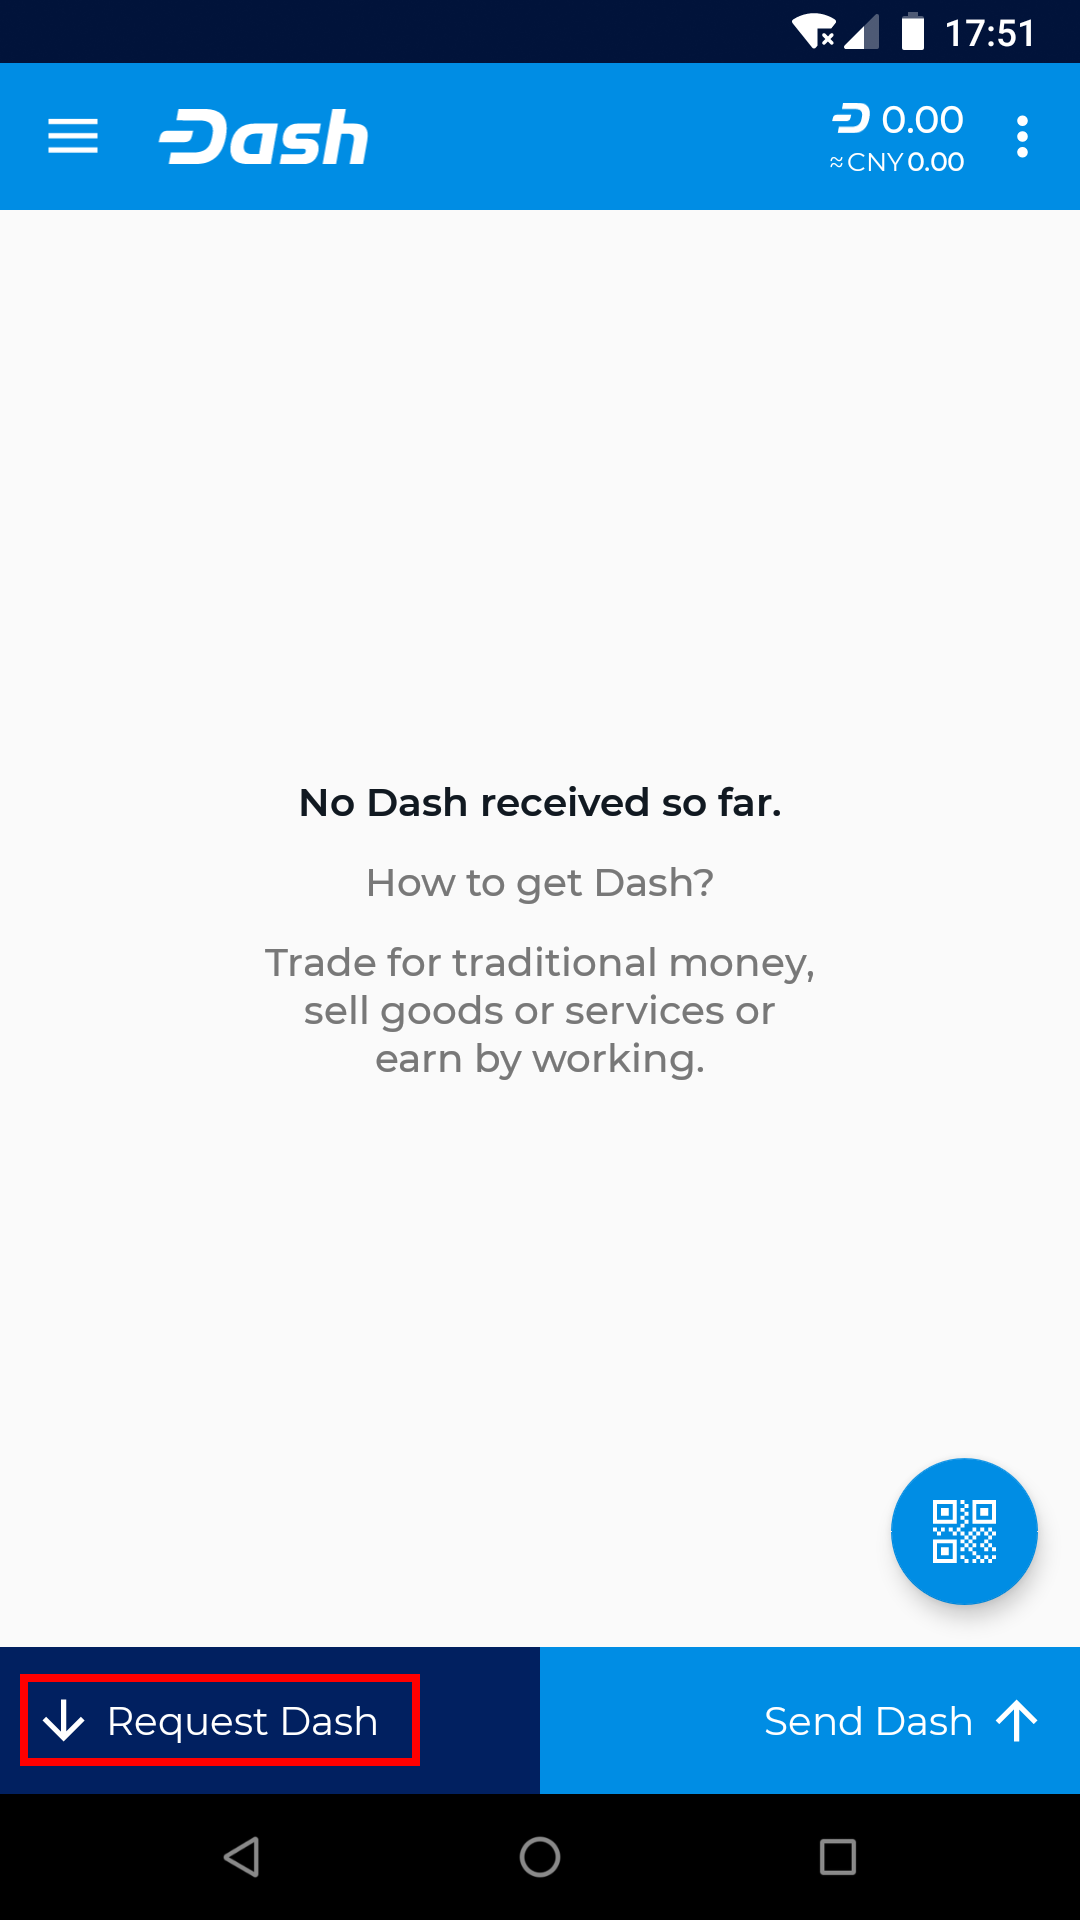 17:51
Dash
0.00
≈CNY 0.00
No Dash received so far.
How to get Dash?
Trade for traditional money,
sell goods or services or
earn by working.
Request Dash
Send Dash